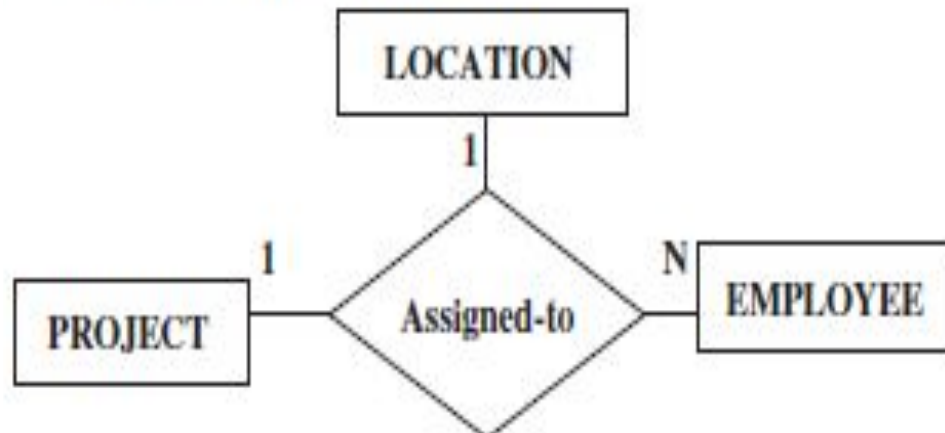 LOCATION
1
1
N
PROJECT
Assigned-to
EMPLOYEE